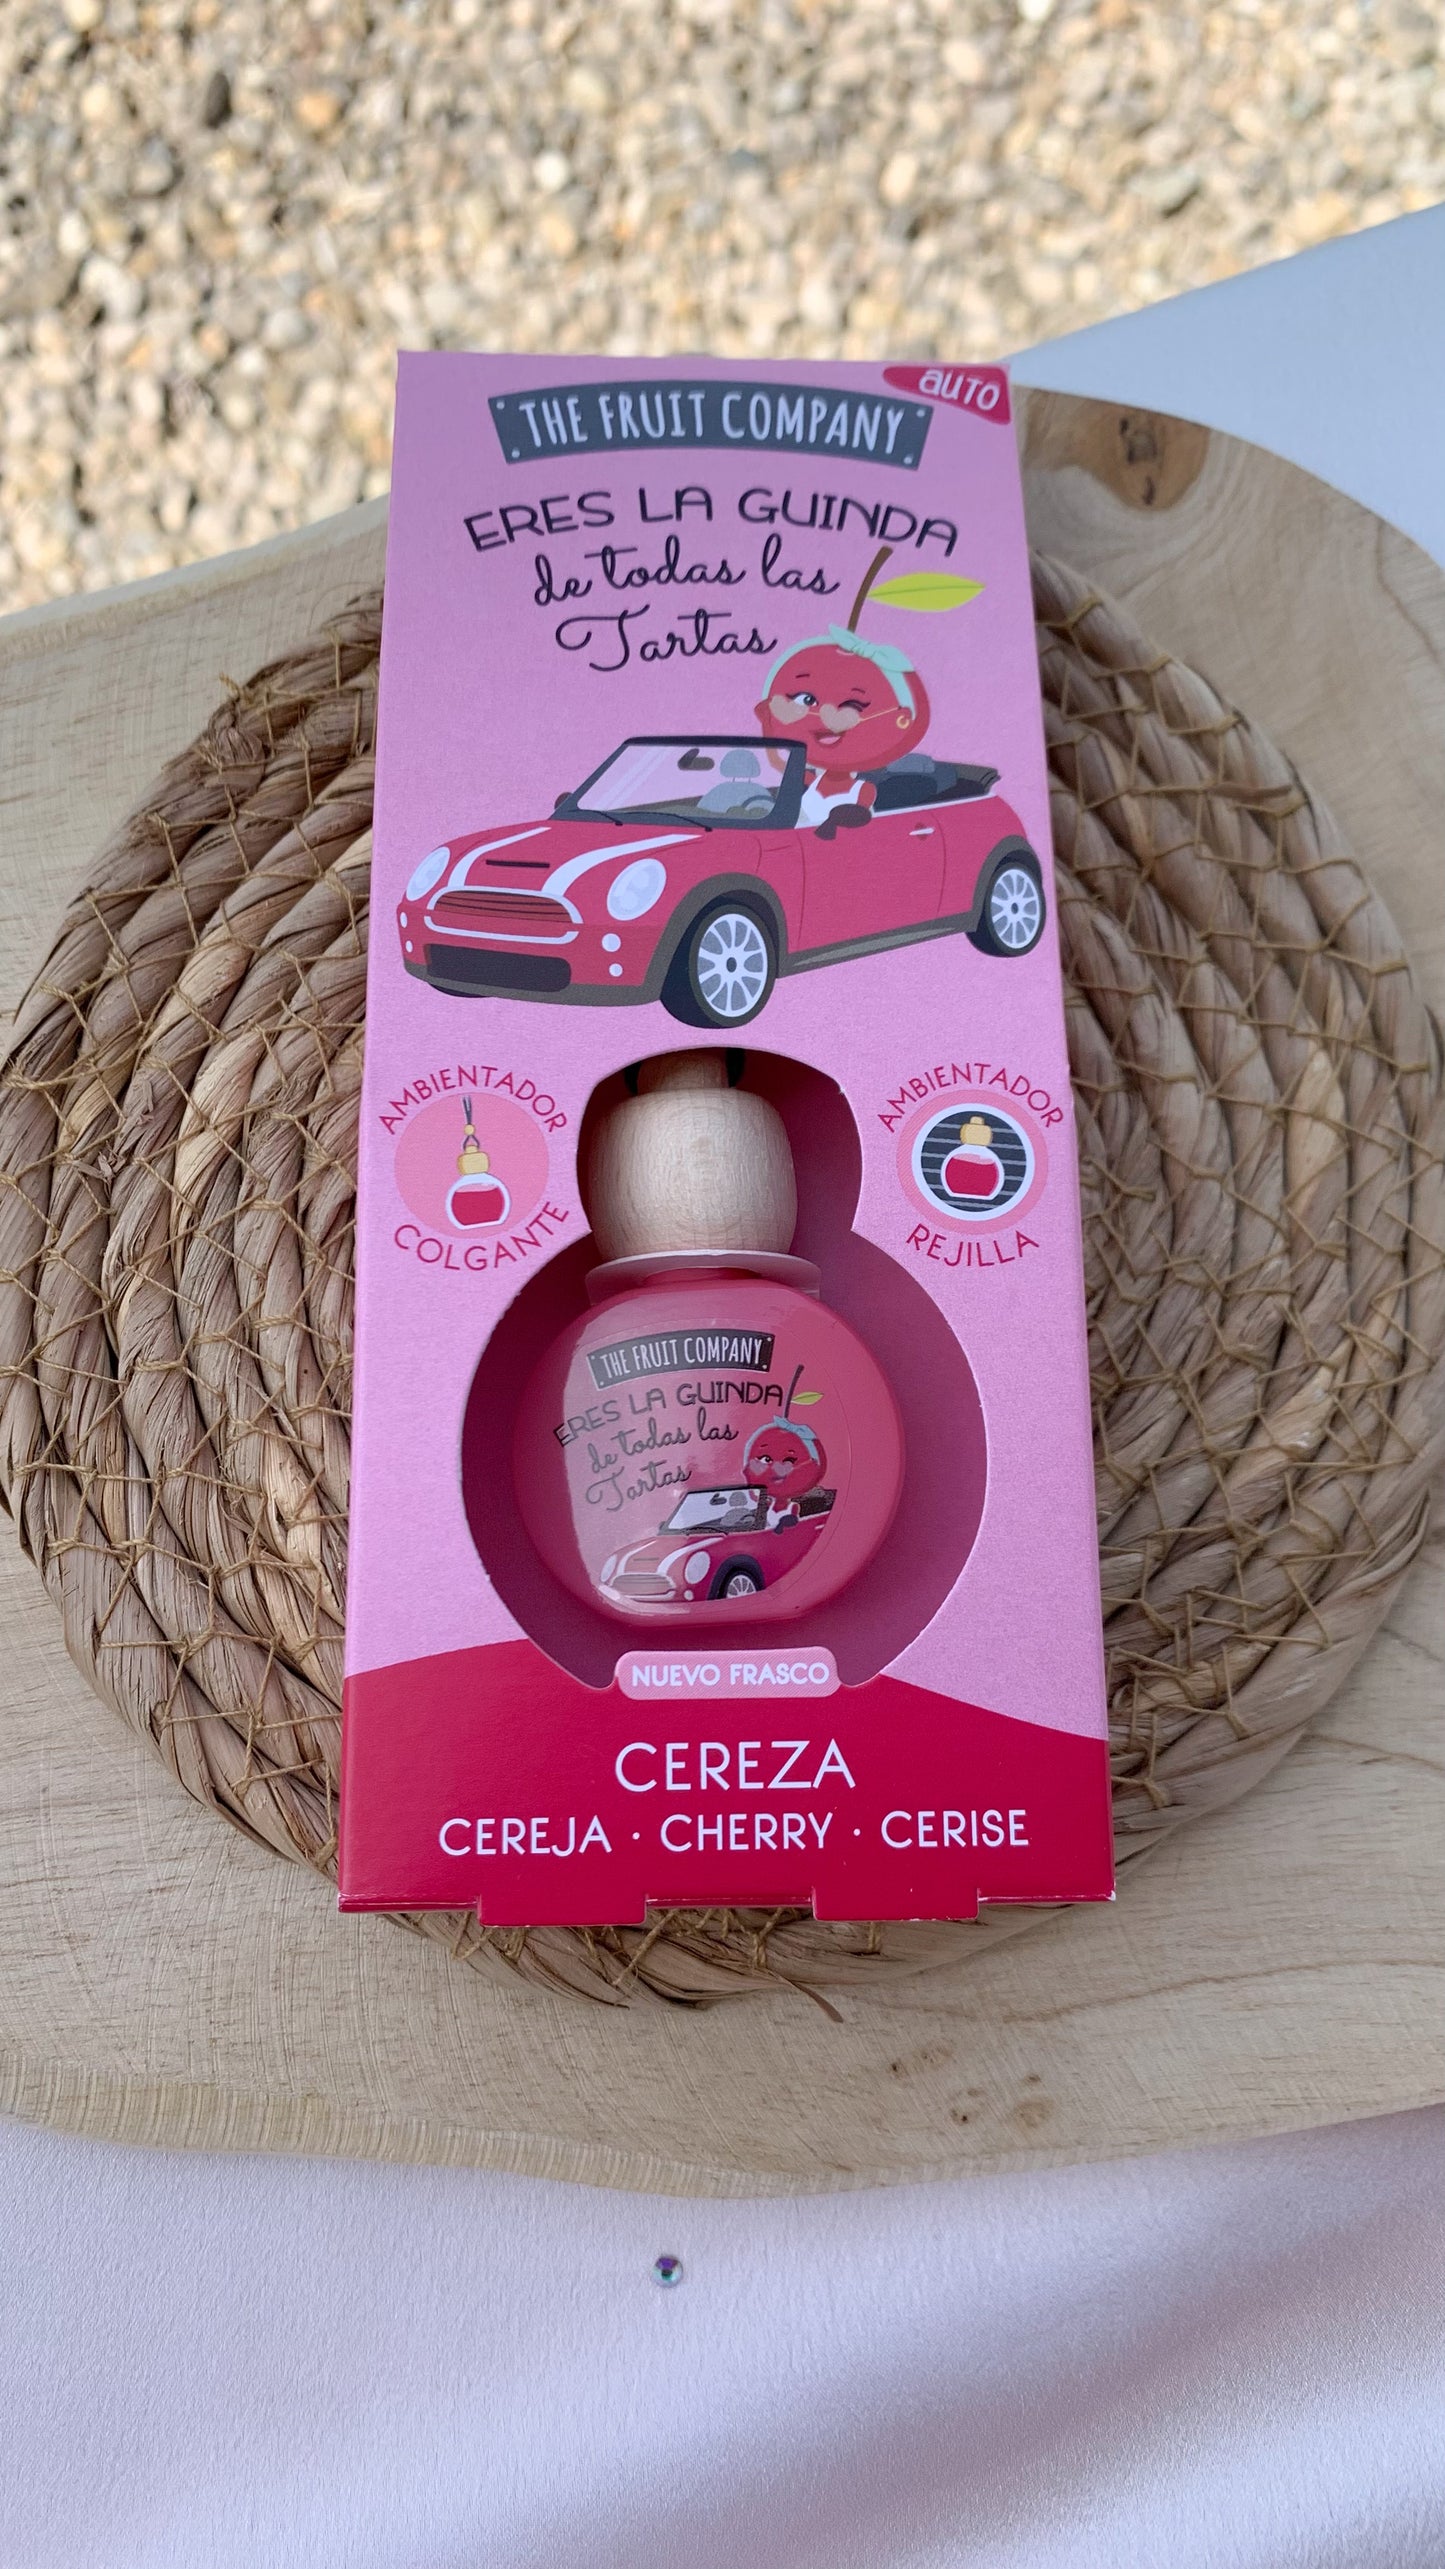 AUTO
THE FRUIT COMPANY
ERES LA GUINDA
de todas las
Tartas
AMBIENTADOR
COLGANTE
AMBIENTADOR
REJILLA
THE FRUIT COMPANY
ERES LA GUINDA
de todas las
Tartas
NUEVO FRASCO
CEREZA
CEREJA · CHERRY · CERISE